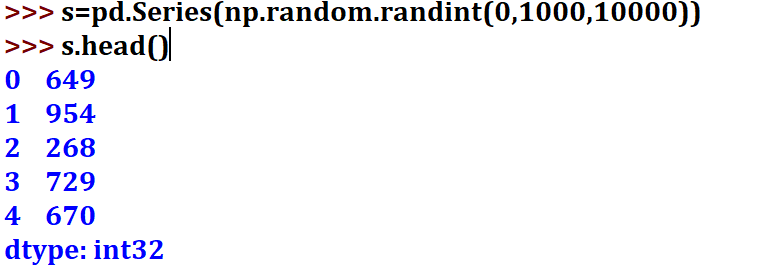 >>> s=pd.Series(np.random.randint(0,1000,10000))
>>> s.head()
0 649
1 954
2 268
3 729
4 670
dtype: int32